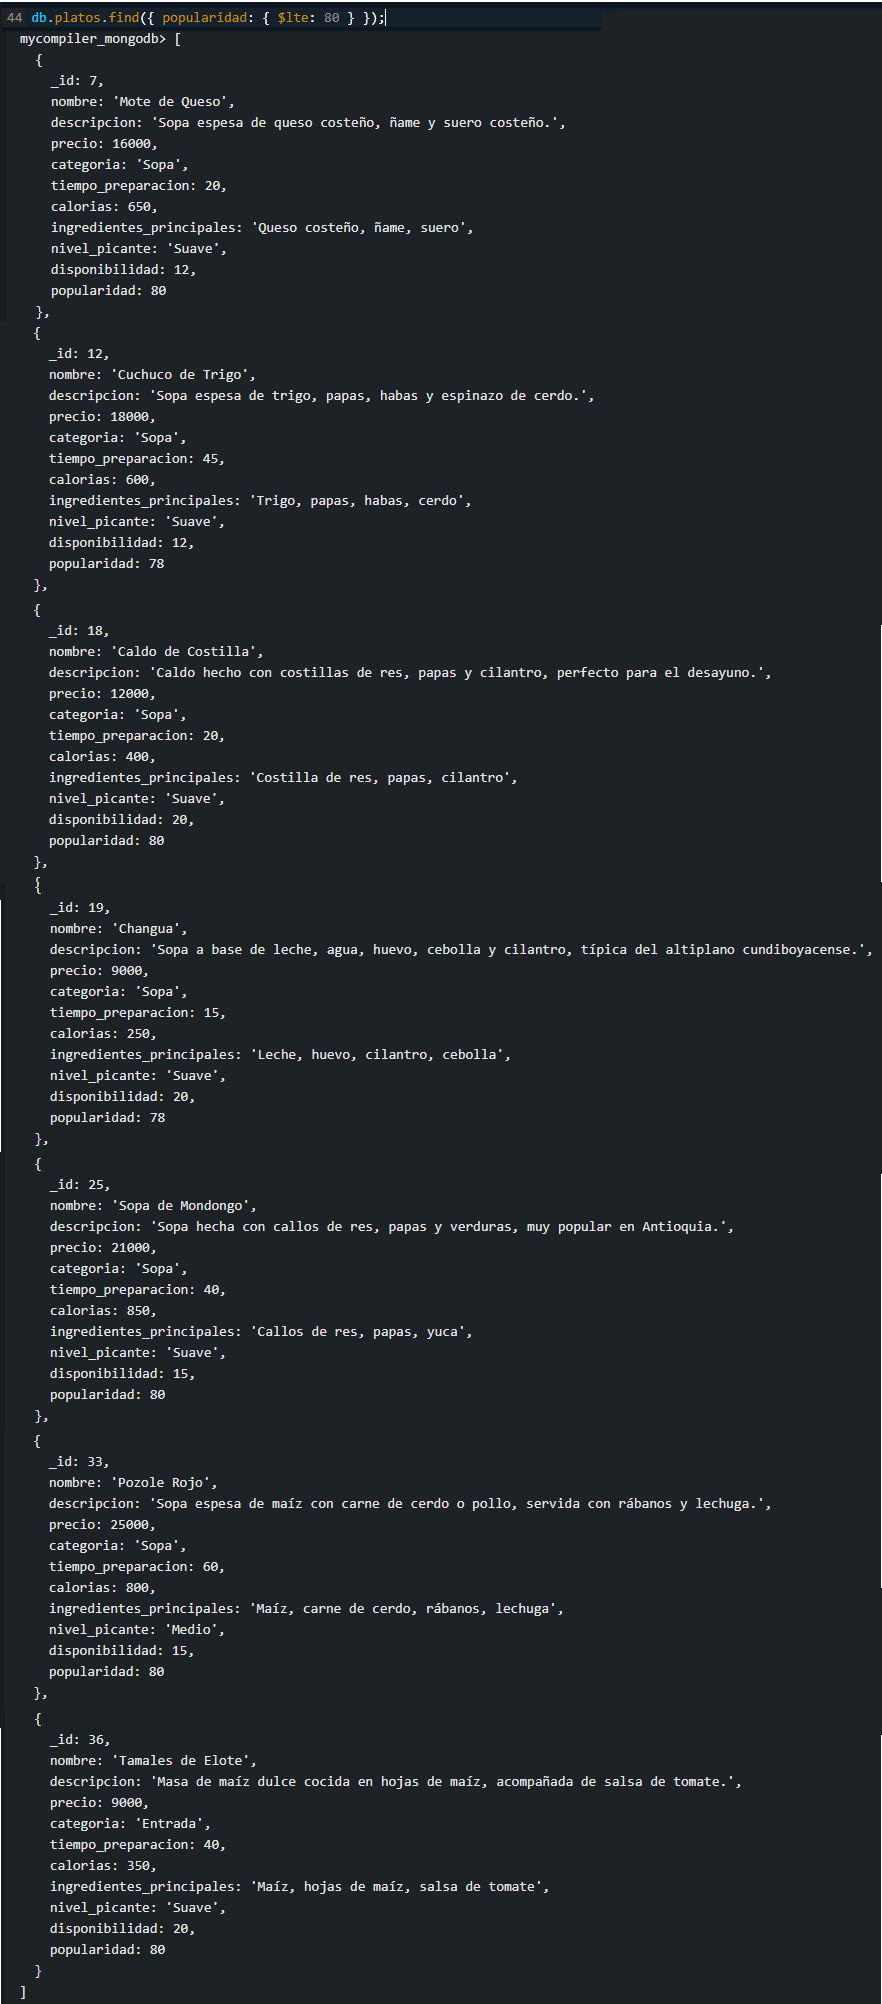 44 db.platos.find({ popularidad: { $lte: 80 } });
mycompiler_mongodb> [
  {
    _id: 7,
    nombre: 'Mote de Queso',
    descripcion: 'Sopa espesa de queso costeño, ñame y suero costeño.',
    precio: 16000,
    categoria: 'Sopa',
    tiempo_preparacion: 20,
    calorias: 650,
    ingredientes_principales: 'Queso costeño, ñame, suero',
    nivel_picante: 'Suave',
    disponibilidad: 12,
    popularidad: 80
  },
  {
    _id: 12,
    nombre: 'Cuchuco de Trigo',
    descripcion: 'Sopa espesa de trigo, papas, habas y espinazo de cerdo.',
    precio: 18000,
    categoria: 'Sopa',
    tiempo_preparacion: 45,
    calorias: 600,
    ingredientes_principales: 'Trigo, papas, habas, cerdo',
    nivel_picante: 'Suave',
    disponibilidad: 12,
    popularidad: 78
  },
  {
    _id: 18,
    nombre: 'Caldo de Costilla',
    descripcion: 'Caldo hecho con costillas de res, papas y cilantro, perfecto para el desayuno.',
    precio: 12000,
    categoria: 'Sopa',
    tiempo_preparacion: 20,
    calorias: 400,
    ingredientes_principales: 'Costilla de res, papas, cilantro',
    nivel_picante: 'Suave',
    disponibilidad: 20,
    popularidad: 80
  },
  {
    _id: 19,
    nombre: 'Changua',
    descripcion: 'Sopa a base de leche, agua, huevo, cebolla y cilantro, típica del altiplano cundiboyacense.',
    precio: 9000,
    categoria: 'Sopa',
    tiempo_preparacion: 15,
    calorias: 250,
    ingredientes_principales: 'Leche, huevo, cilantro, cebolla',
    nivel_picante: 'Suave',
    disponibilidad: 20,
    popularidad: 78
  },
  {
    _id: 25,
    nombre: 'Sopa de Mondongo',
    descripcion: 'Sopa hecha con callos de res, papas y verduras, muy popular en Antioquia.',
    precio: 21000,
    categoria: 'Sopa',
    tiempo_preparacion: 40,
    calorias: 850,
    ingredientes_principales: 'Callos de res, papas, yuca',
    nivel_picante: 'Suave',
    disponibilidad: 15,
    popularidad: 80
  },
  {
    _id: 33,
    nombre: 'Pozole Rojo',
    descripcion: 'Sopa espesa de maíz con carne de cerdo o pollo, servida con rábanos y lechuga.',
    precio: 25000,
    categoria: 'Sopa',
    tiempo_preparacion: 60,
    calorias: 800,
    ingredientes_principales: 'Maíz, carne de cerdo, rábanos, lechuga',
    nivel_picante: 'Medio',
    disponibilidad: 15,
    popularidad: 80
  },
  {
    _id: 36,
    nombre: 'Tamales de Elote',
    descripcion: 'Masa de maíz dulce cocida en hojas de maíz, acompañada de salsa de tomate.',
    precio: 9000,
    categoria: 'Entrada',
    tiempo_preparacion: 40,
    calorias: 350,
    ingredientes_principales: 'Maíz, hojas de maíz, salsa de tomate',
    nivel_picante: 'Suave',
    disponibilidad: 20,
    popularidad: 80
  }
]